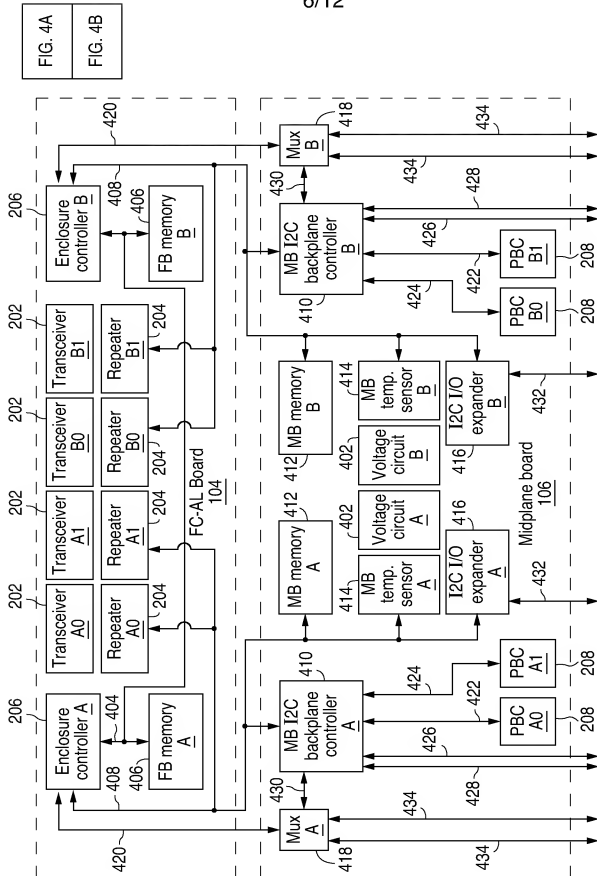 6/12
FIG. 4A
FIG. 4B
206
Enclosure
controller A
404
408
406
FB memory
A
420
202
Transceiver
A0
Repeater
A0
204
202
Transceiver
A1
Repeater
A1
204
202
Transceiver
B0
Repeater
B0
204
202
Transceiver
B1
Repeater
B1
204
FC-AL Board
104
206
Enclosure
controller B
408
406
FB memory
B
420
Mux
A
418
430
434
434
MB I2C
backplane
controller
A
410
428
426
422
424
PBC
A0
208
PBC
A1
208
MB memory
A
412
414
MB
temp.
sensor
A
402
Voltage
circuit
A
416
I2C I/O
expander
A
432
MB memory
B
412
402
Voltage
circuit
B
414
MB
temp.
sensor
B
416
I2C I/O
expander
B
432
Midplane board
106
MB I2C
backplane
controller
B
410
424
422
426
428
PBC
B0
208
PBC
B1
208
Mux
B
418
430
434
434